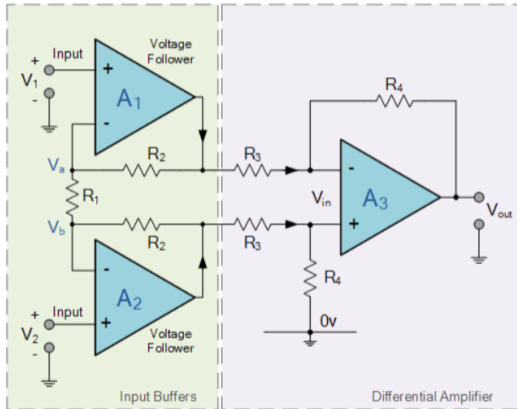 Voltage
Follower
+
Input
V1
-
+
A1
-
R4
Va
R2
R3
R1
Vin
-
A3
+
Vout
Vb
R2
R3
-
A2
+
R4
+
Input
V2
-
Voltage
Follower
0v
Input Buffers
Differential Amplifier